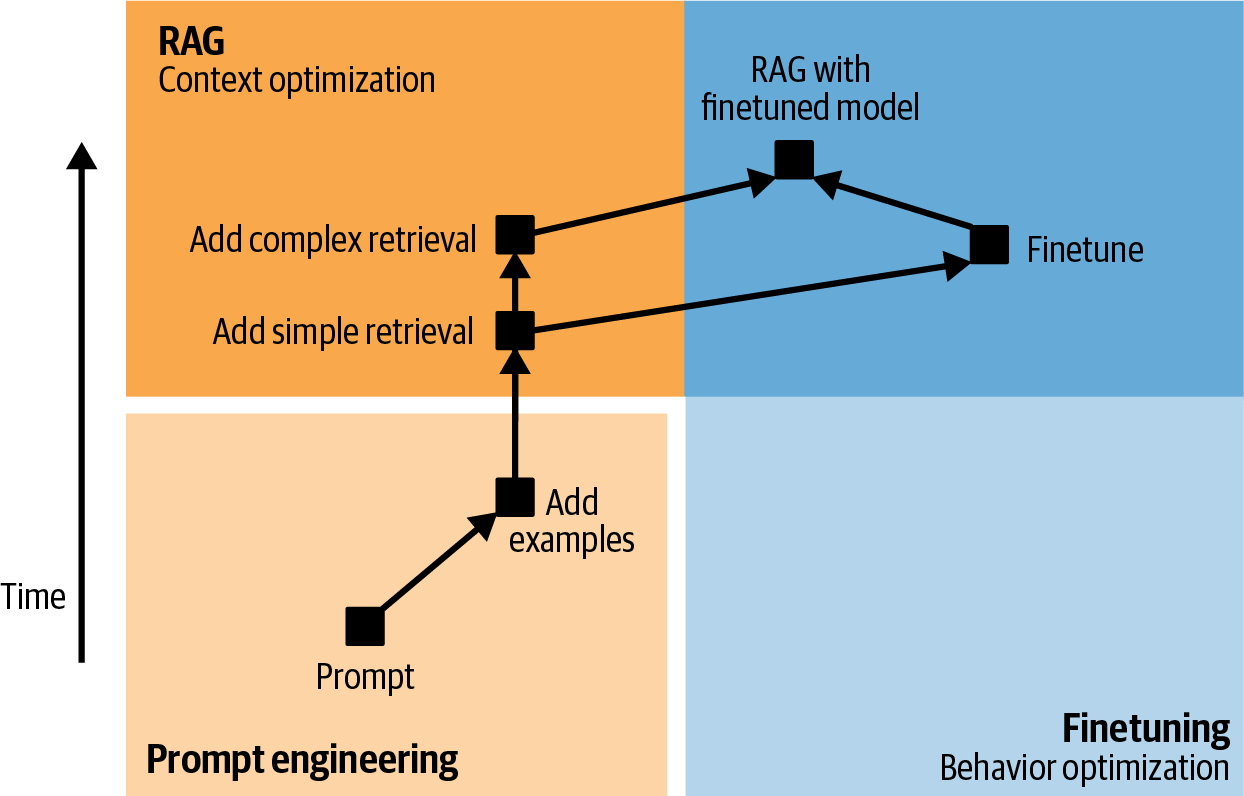 RAG
Context optimization
RAG with
finetuned model
Add complex retrieval
Finetune
Add simple retrieval
Add
examples
Time
Prompt
Prompt engineering
Finetuning
Behavior optimization